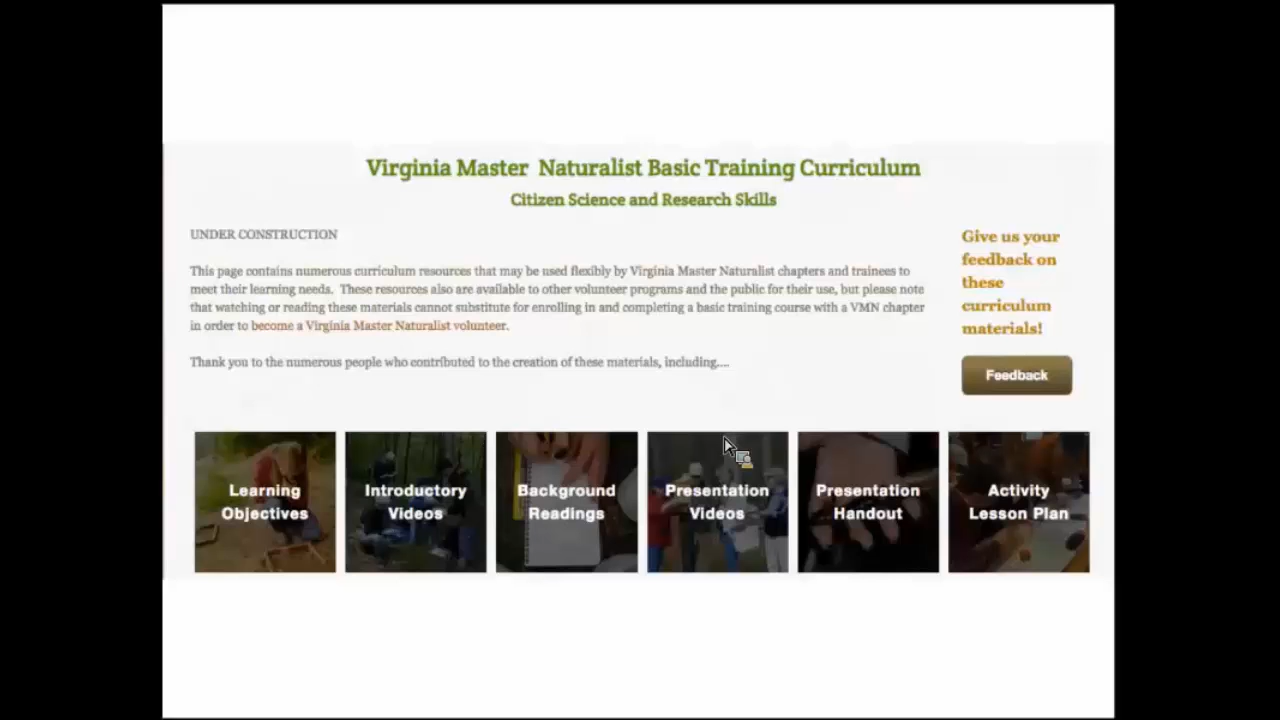 Virginia Master Naturalist Basic Training Curriculum
Citizen Science and Research Skills
UNDER CONSTRUCTION
This page contains numerous curriculum resources that may be used flexibly by Virginia Master Naturalist chapters and trainees to
meet their learning needs. These resources also are available to other volunteer programs and the public for their use, but please note
that watching or reading these materials cannot substitute for enrolling in and completing a basic training course with a VMN chapter
in order to become a Virginia Master Naturalist volunteer.
Thank you to the numerous people who contributed to the creation of these materials, including....
Give us your
feedback on
these
curriculum
materials!
Feedback
Learning
Objectives
Introductory
Videos
Background
Readings
Presentation
Videos
Presentation
Handout
Activity
Lesson Plan